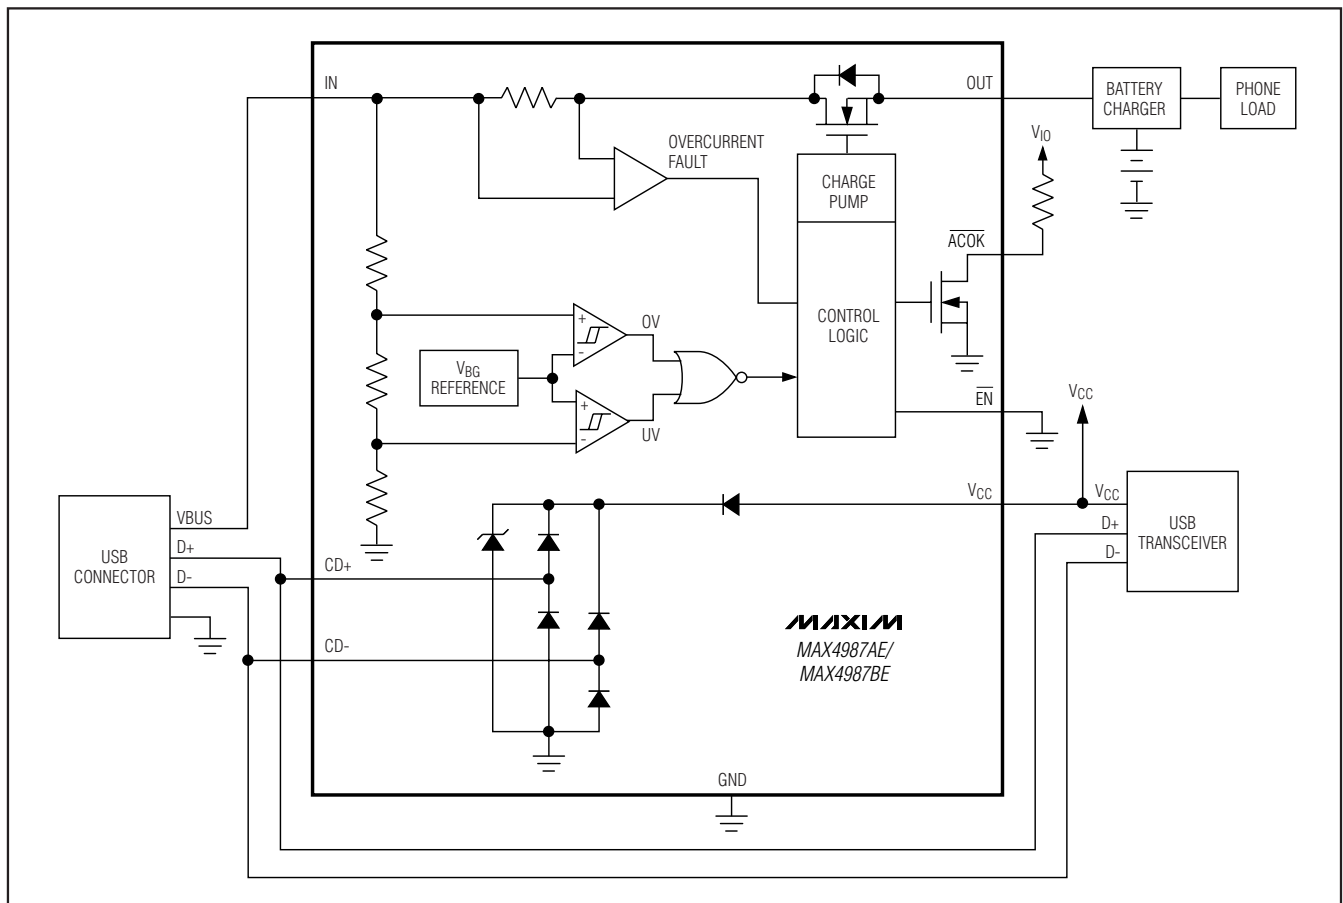 IN
OUT
BATTERY
CHARGER
PHONE
LOAD
OVERCURRENT
FAULT
VIO
CHARGE
PUMP
ACOK
CONTROL
LOGIC
+
-
OV
VBG
REFERENCE
+
-
UV
EN
VCC
VCC
VCC
D+
D-
USB
TRANSCEIVER
VBUS
D+
D-
USB
CONNECTOR
CD+
CD-
MAXIM
MAX4987AE/
MAX4987BE
GND